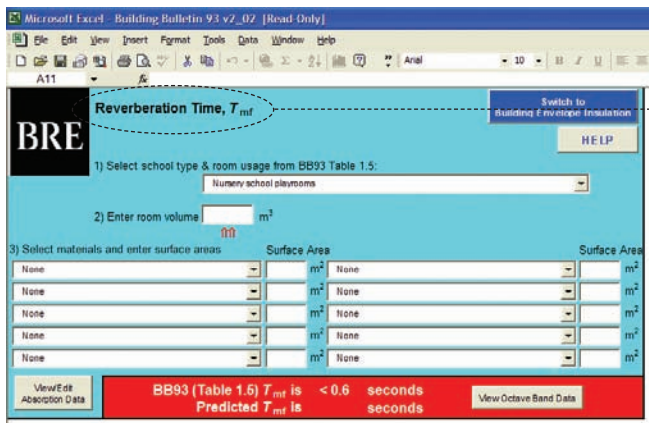 Microsoft Excel - Building Bulletin 93 v2_02 [Read-Only]
File Edit View Insert Format Tools Data Window Help
Arial 10 B I U
A11 fx
BRE
Reverberation Time, Tmf
Switch to
Building Envelope Insulation
HELP
1) Select school type & room usage from BB93 Table 1.5:
Nursery school playrooms
2) Enter room volume m³
3) Select materials and enter surface areas Surface Area Surface Area
None m² None m²
None m² None m²
None m² None m²
None m² None m²
None m² None m²
View/Edit
Absorption Data
BB93 (Table 1.5) Tmf is < 0.6 seconds
Predicted Tmf is seconds
View Octave Band Data